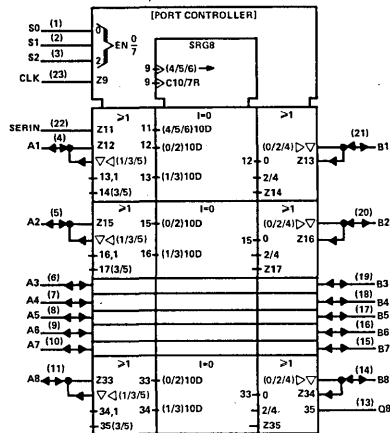 [PORT CONTROLLER]
S0 (1) 0
S1 (2) EN 0/7
S2 (3) 2
CLK (23) Z9
SRG8
9 (4/5/6)
9 C10/7R
≥1 I=0 ≥1
SERIN (22) Z11 11 (4/5/6)10D
A1 (4) Z12 12 (0/2)10D (0/2/4) (21) B1
(1/3/5) 12 0 Z13
13,1 13 (1/3)10D 2/4
14(3/5) Z14
≥1 ≥1
A2 (5) Z15 15 (0/2)10D (0/2/4) (20) B2
(1/3/5) 15 0 Z16
16,1 16 (1/3)10D 2/4
17(3/5) Z17
A3 (6) (19) B3
A4 (7) (18) B4
A5 (8) (17) B5
A6 (9) (16) B6
A7 (10) (15) B7
≥1 ≥1
A8 (11) Z33 33 (0/2)10D (0/2/4) (14) B8
(1/3/5) 33 0 Z34
34,1 34 (1/3)10D 2/4 35 (13) Q8
35(3/5) Z35